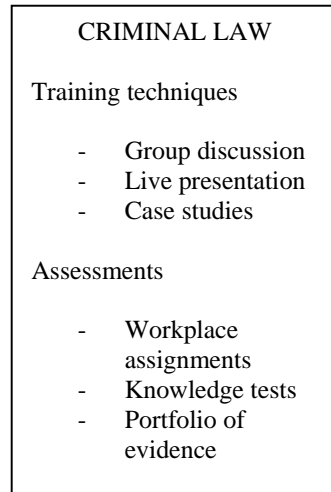 CRIMINAL LAW
Training techniques
- Group discussion
- Live presentation
- Case studies
Assessments
- Workplace
assignments
- Knowledge tests
- Portfolio of
evidence